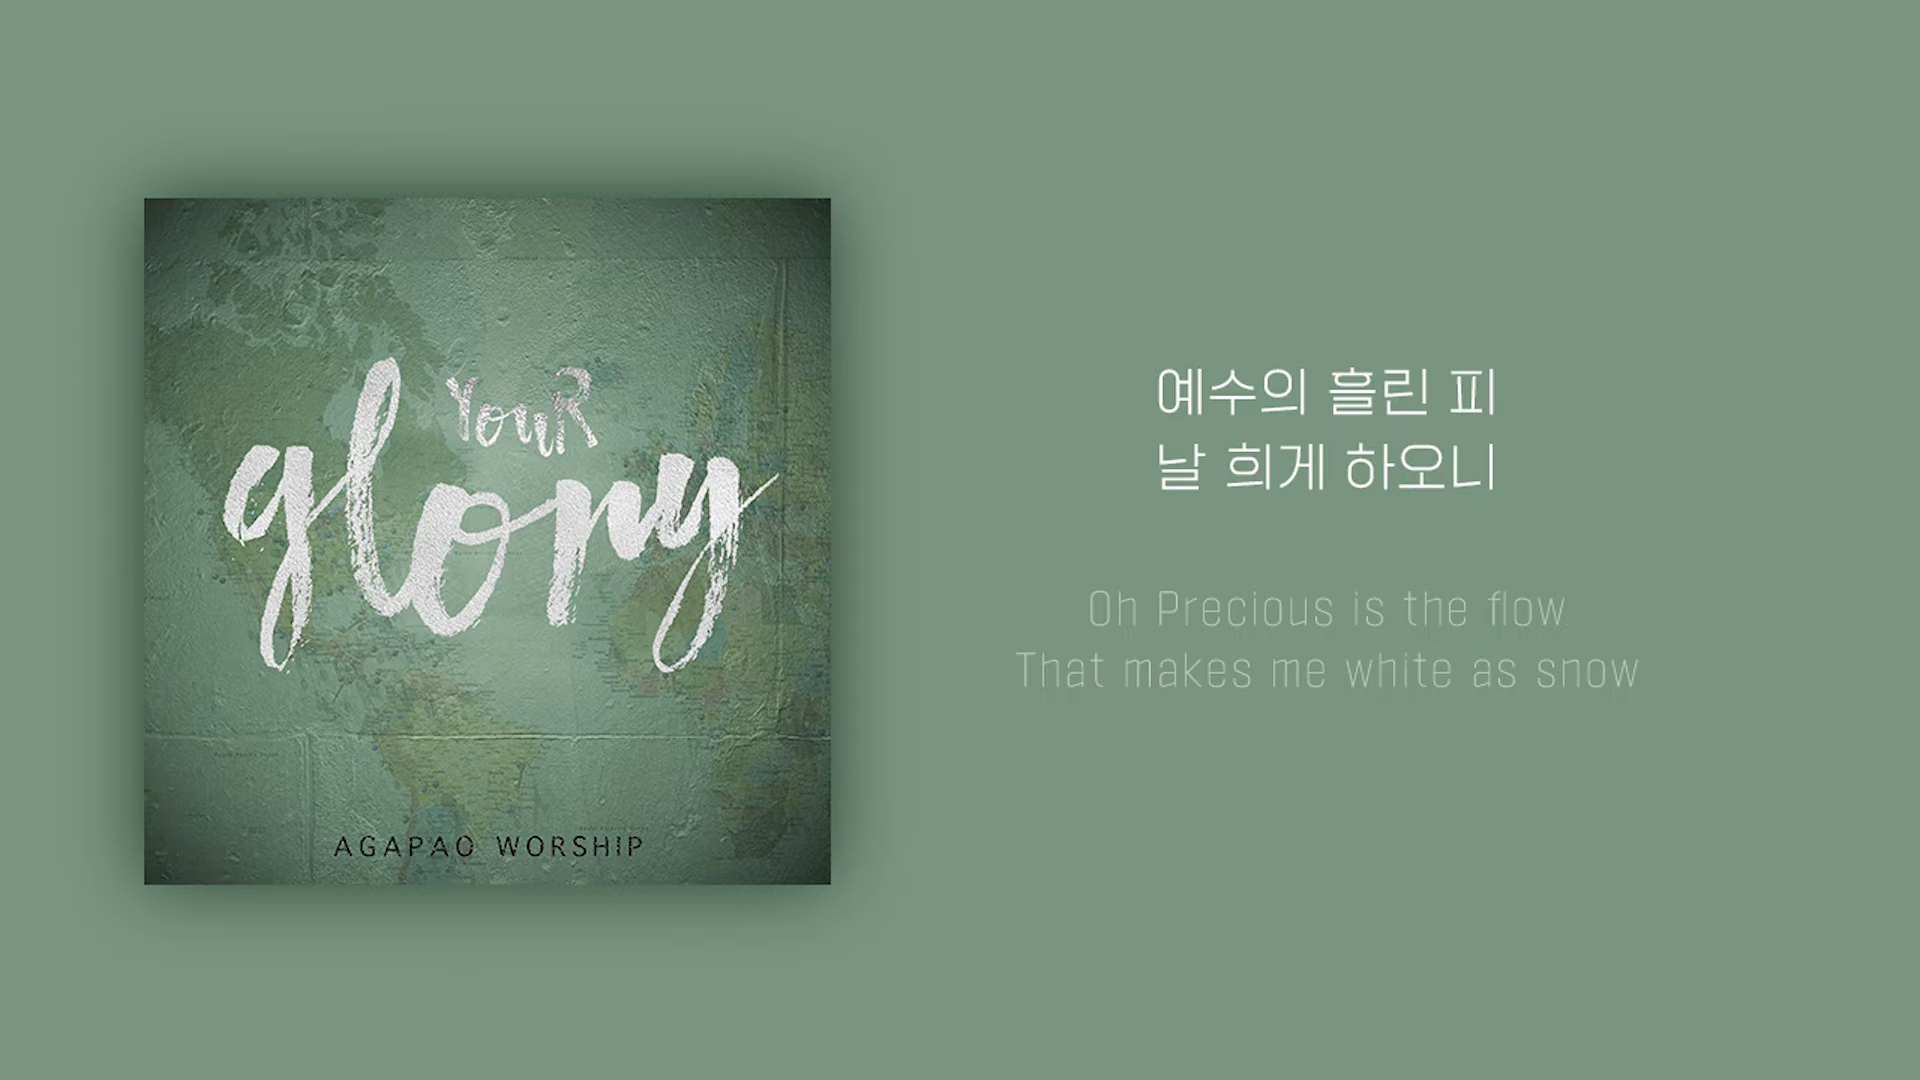 YouR
glory
AGAPAO WORSHIP
예수의 흘린 피
날 희게 하오니
Oh Precious is the flow
That makes me white as snow